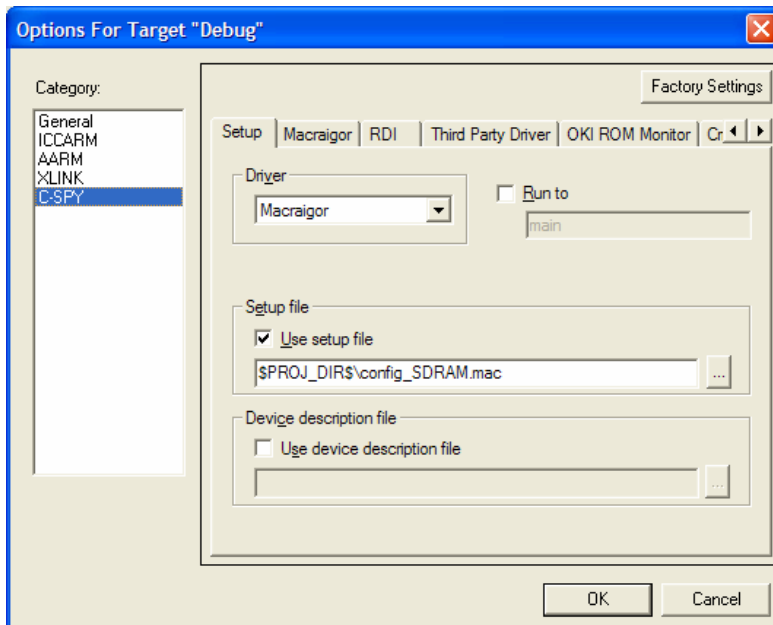 Options For Target "Debug"
Category:
General
ICCARM
AARM
XLINK
C-SPY
Factory Settings
Setup Macraigor RDI Third Party Driver OKI ROM Monitor
Driver
Macraigor
Run to
main
Setup file
Use setup file
$PROJ_DIR$\config_SDRAM.mac
...
Device description file
Use device description file
...
OK Cancel